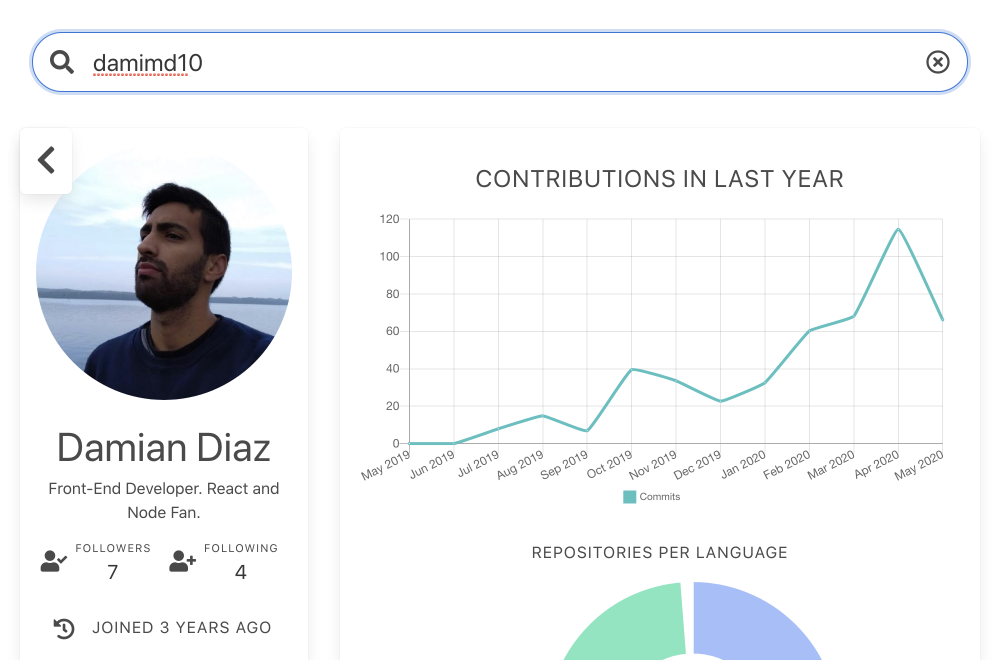 damimd10
Damian Diaz
Front-End Developer. React and
Node Fan.
FOLLOWERS
7
FOLLOWING
4
JOINED 3 YEARS AGO
CONTRIBUTIONS IN LAST YEAR
120
100
80
60
40
20
0
May 2019
Jun 2019
Jul 2019
Aug 2019
Sep 2019
Oct 2019
Nov 2019
Dec 2019
Jan 2020
Feb 2020
Mar 2020
Apr 2020
May 2020
Commits
REPOSITORIES PER LANGUAGE